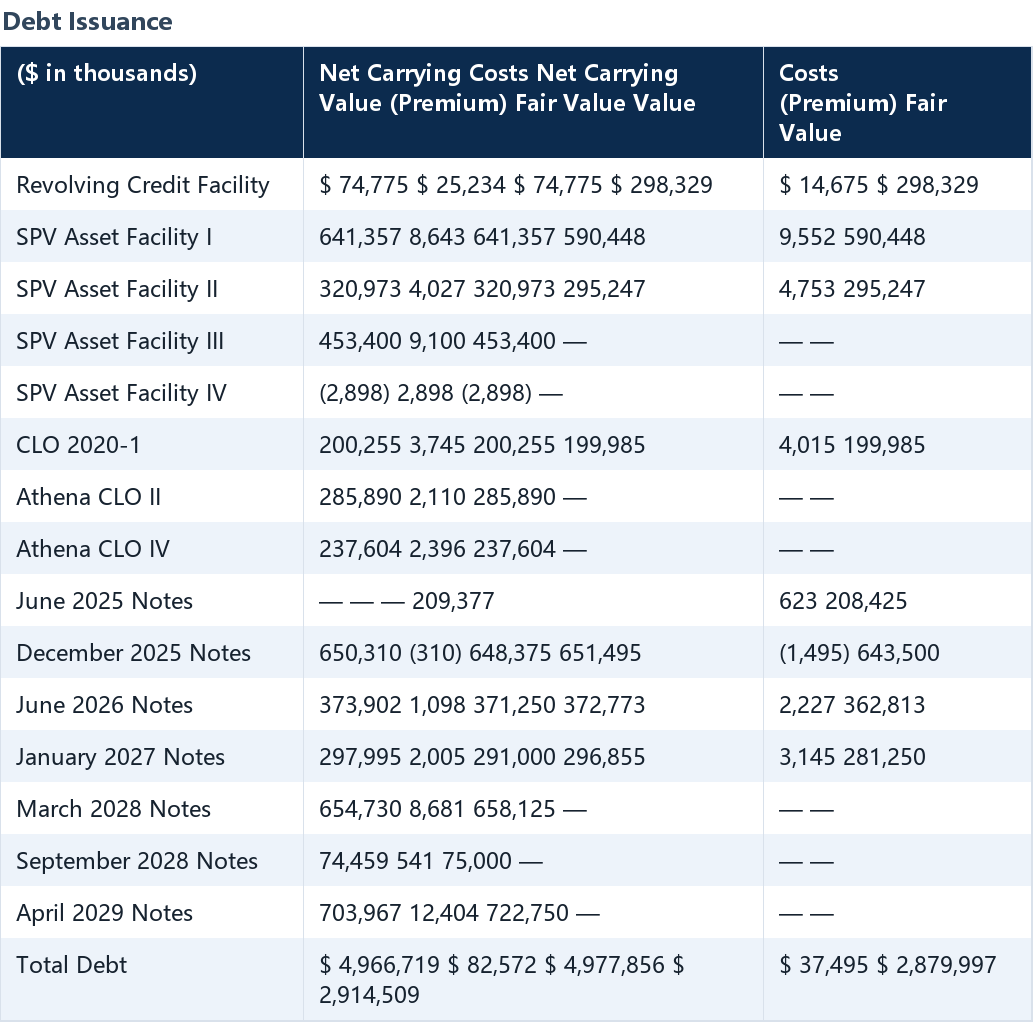 Debt Issuance
($ in thousands) Net Carrying Costs Net Carrying Costs
Value (Premium) Fair Value Value (Premium) Fair
Value
Revolving Credit Facility $ 74,775 $ 25,234 $ 74,775 $ 298,329 $ 14,675 $ 298,329
SPV Asset Facility I 641,357 8,643 641,357 590,448 9,552 590,448
SPV Asset Facility II 320,973 4,027 320,973 295,247 4,753 295,247
SPV Asset Facility III 453,400 9,100 453,400 — — —
SPV Asset Facility IV (2,898) 2,898 (2,898) — — —
CLO 2020-1 200,255 3,745 200,255 199,985 4,015 199,985
Athena CLO II 285,890 2,110 285,890 — — —
Athena CLO IV 237,604 2,396 237,604 — — —
June 2025 Notes — — — 209,377 623 208,425
December 2025 Notes 650,310 (310) 648,375 651,495 (1,495) 643,500
June 2026 Notes 373,902 1,098 371,250 372,773 2,227 362,813
January 2027 Notes 297,995 2,005 291,000 296,855 3,145 281,250
March 2028 Notes 654,730 8,681 658,125 — — —
September 2028 Notes 74,459 541 75,000 — — —
April 2029 Notes 703,967 12,404 722,750 — — —
Total Debt $ 4,966,719 $ 82,572 $ 4,977,856 $ $ 37,495 $ 2,879,997
2,914,509